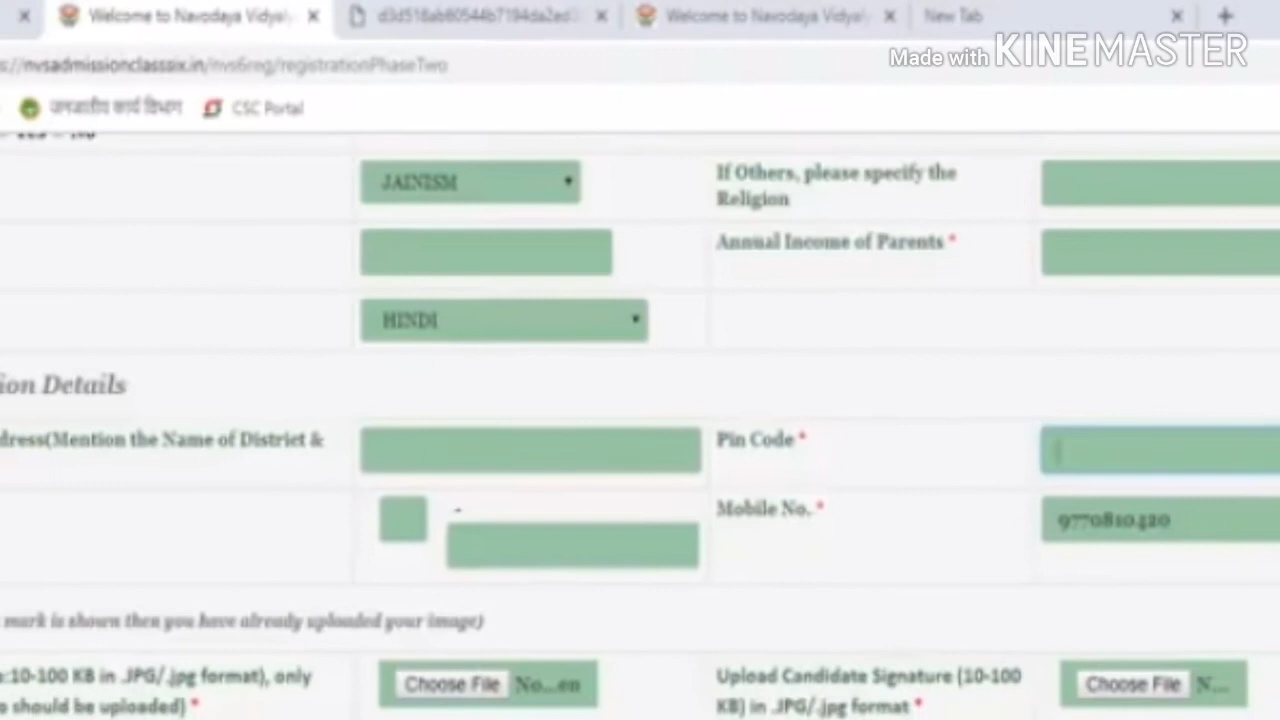 Welcome to Navodaya Vidyal
Welcome to Navodaya Vidyal
New Tab
Made with KINEMASTER
s://nvsadmissionclasssix.in/nvs6reg/registrationPhaseTwo
जनजातीय कार्य विभाग
CSC Portal
JAINISM
If Others, please specify the
Religion
Annual Income of Parents *
HINDI
ion Details
dress(Mention the Name of District &
Pin Code *
-
Mobile No. *
9770810420
mark is shown then you have already uploaded your image)
o:10-100 KB in .JPG/.jpg format), only
o should be uploaded) *
Choose File No...en
Upload Candidate Signature (10-100
KB) in .JPG/.jpg format *
Choose File N...